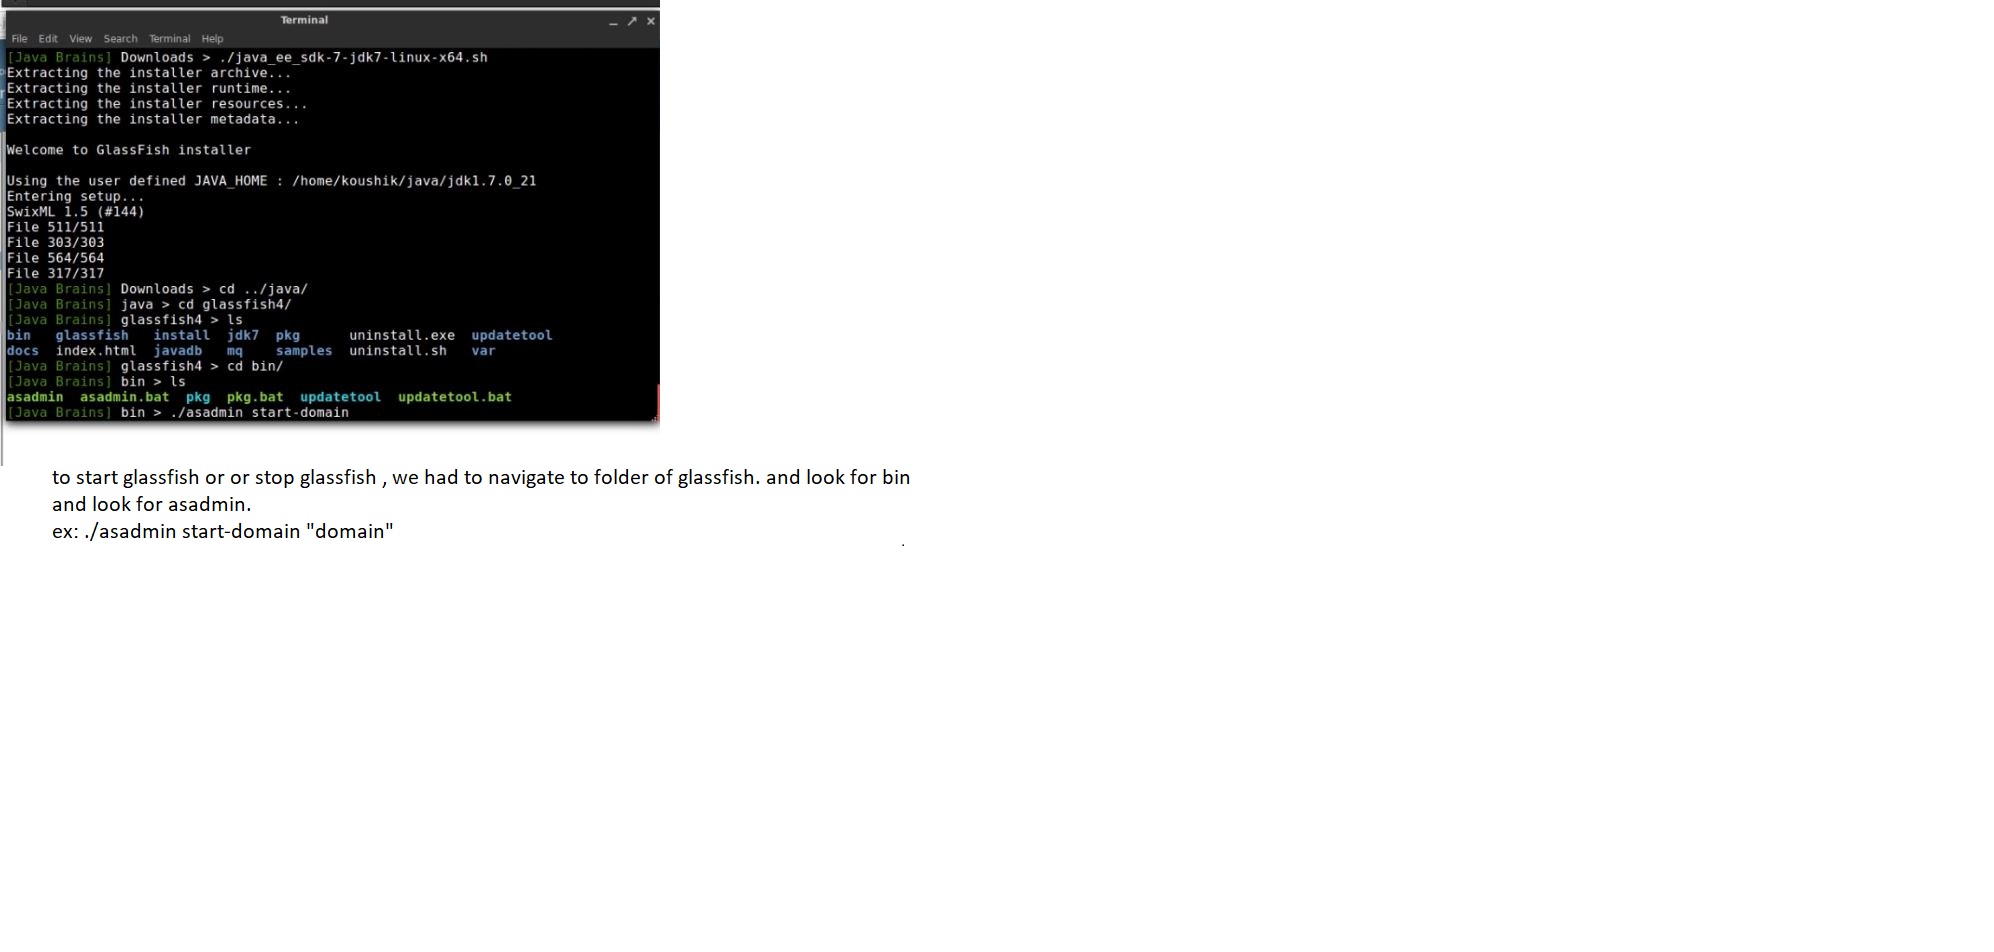 Terminal
File Edit View Search Terminal Help
[Java Brains] Downloads > ./java_ee_sdk-7-jdk7-linux-x64.sh
Extracting the installer archive...
Extracting the installer runtime...
Extracting the installer resources...
Extracting the installer metadata...
Welcome to GlassFish installer
Using the user defined JAVA_HOME : /home/koushik/java/jdk1.7.0_21
Entering setup...
SwixML 1.5 (#144)
File 511/511
File 303/303
File 564/564
File 317/317
[Java Brains] Downloads > cd ../java/
[Java Brains] java > cd glassfish4/
[Java Brains] glassfish4 > ls
bin glassfish install jdk7 pkg uninstall.exe updatetool
docs index.html javadb mq samples uninstall.sh var
[Java Brains] glassfish4 > cd bin/
[Java Brains] bin > ls
asadmin asadmin.bat pkg pkg.bat updatetool updatetool.bat
[Java Brains] bin > ./asadmin start-domain
to start glassfish or or stop glassfish , we had to navigate to folder of glassfish. and look for bin
and look for asadmin.
ex: ./asadmin start-domain "domain"
.